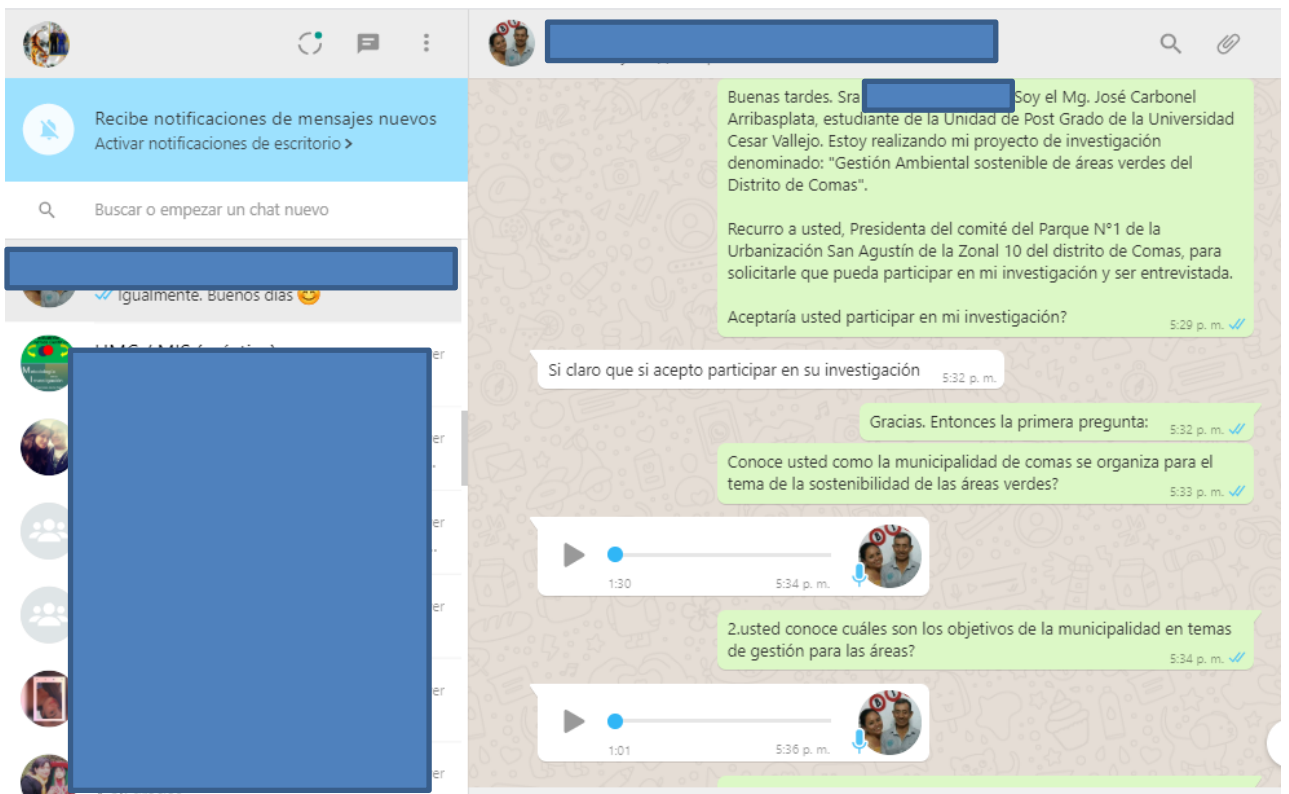 Recibe notificaciones de mensajes nuevos
Activar notificaciones de escritorio >
Buscar o empezar un chat nuevo
Igualmente. Buenos días 😊
er
er
er
er
er
er
Buenas tardes. Sra Soy el Mg. José Carbonel
Arribasplata, estudiante de la Unidad de Post Grado de la Universidad
Cesar Vallejo. Estoy realizando mi proyecto de investigación
denominado: "Gestión Ambiental sostenible de áreas verdes del
Distrito de Comas".
Recurro a usted, Presidenta del comité del Parque N°1 de la
Urbanización San Agustín de la Zonal 10 del distrito de Comas, para
solicitarle que pueda participar en mi investigación y ser entrevistada.
Aceptaría usted participar en mi investigación?
5:29 p. m.
Si claro que si acepto participar en su investigación
5:32 p. m.
Gracias. Entonces la primera pregunta:
5:32 p. m.
Conoce usted como la municipalidad de comas se organiza para el
tema de la sostenibilidad de las áreas verdes?
5:33 p. m.
1:30
5:34 p. m.
2.usted conoce cuáles son los objetivos de la municipalidad en temas
de gestión para las áreas?
5:34 p. m.
1:01
5:36 p. m.